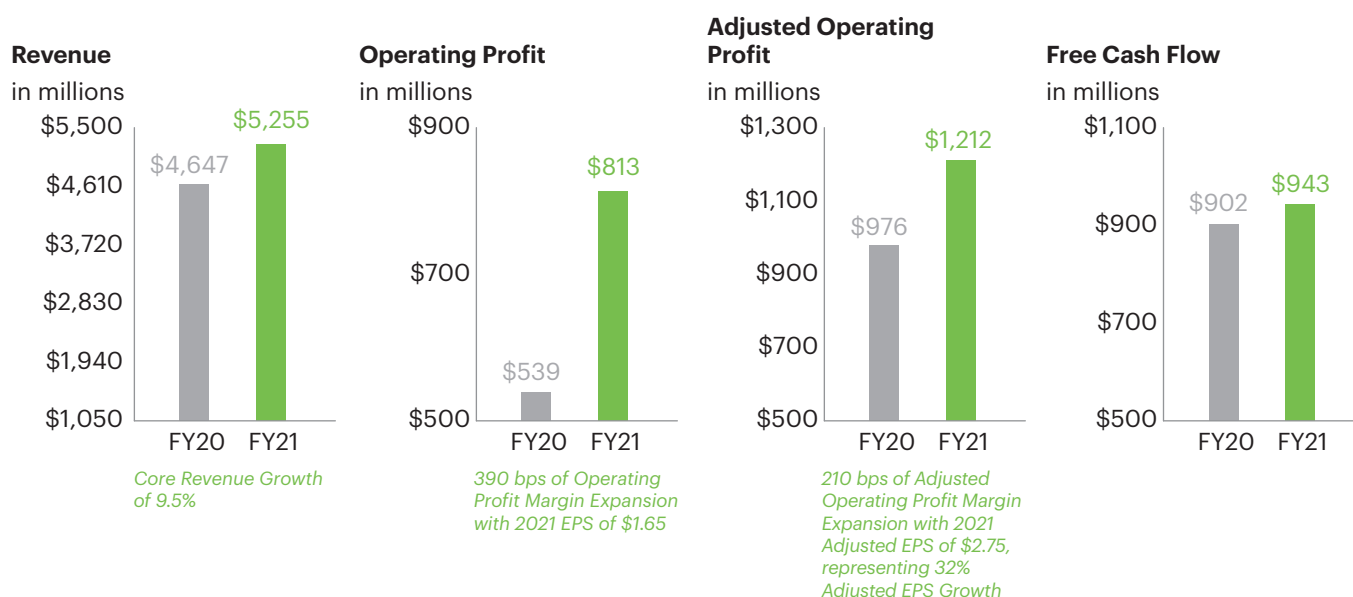 Revenue
in millions
$5,500
$4,610
$3,720
$2,830
$1,940
$1,050
$4,647
$5,255
FY20 FY21
Core Revenue Growth
of 9.5%
Operating Profit
in millions
$900
$700
$500
$539
$813
FY20 FY21
390 bps of Operating
Profit Margin Expansion
with 2021 EPS of $1.65
Adjusted Operating
Profit
in millions
$1,300
$1,100
$900
$700
$500
$976
$1,212
FY20 FY21
210 bps of Adjusted
Operating Profit Margin
Expansion with 2021
Adjusted EPS of $2.75,
representing 32%
Adjusted EPS Growth
Free Cash Flow
in millions
$1,100
$900
$700
$500
$902
$943
FY20 FY21